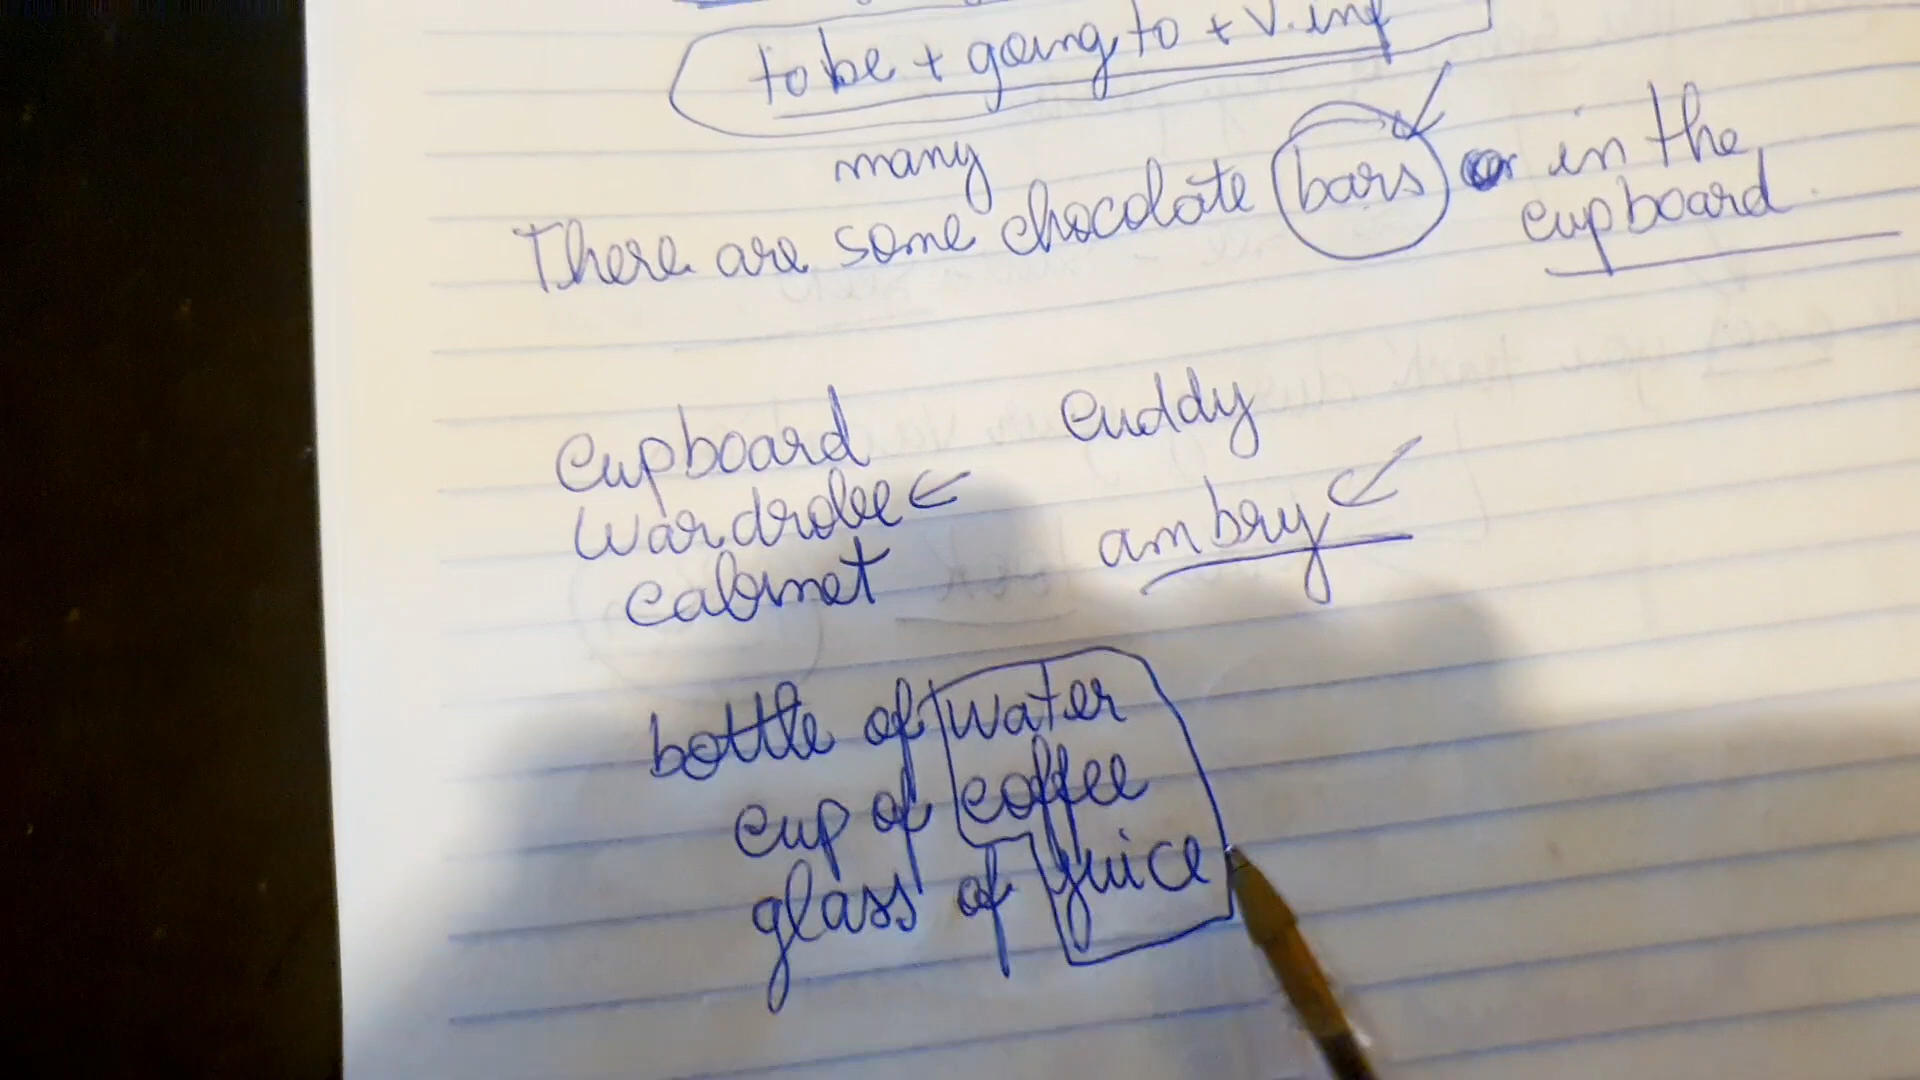 to be + going to + V. inf
many
There are some chocolate bars in the
cupboard.
cupboard cuddy
wardrobe ambry
cabinet
bottle of water
cup of coffee
glass of juice